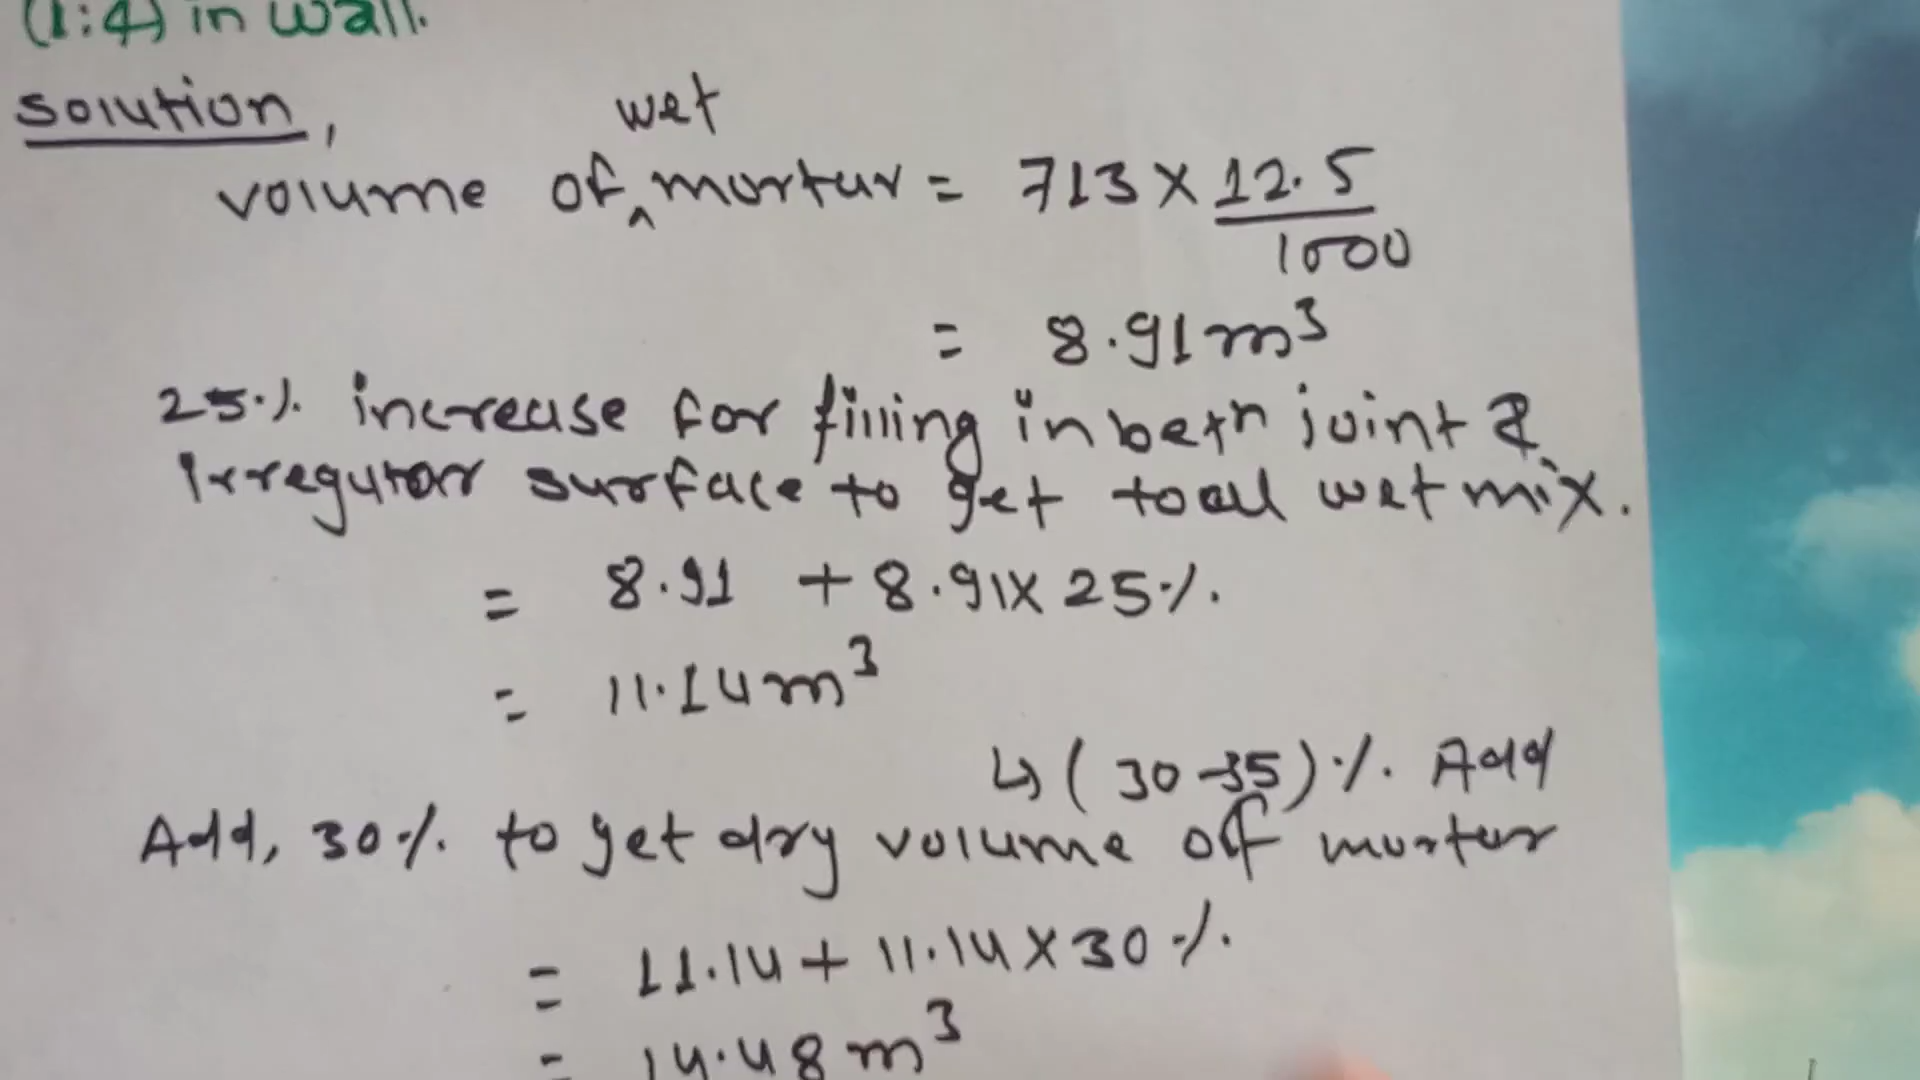 (1:4) in wall.
solution,
wet
volume of ^ mortar = 713 × 12.5
1000
= 8.91 m³
25% increase for filling in beth joint &
Irregular surface to get toal wet mix.
= 8.91 + 8.91 × 25%.
= 11.14 m³
↳ (30-35)% Add
Add, 30% to get dry volume of mortar
= 11.14 + 11.14 × 30%.
= 14.48 m³